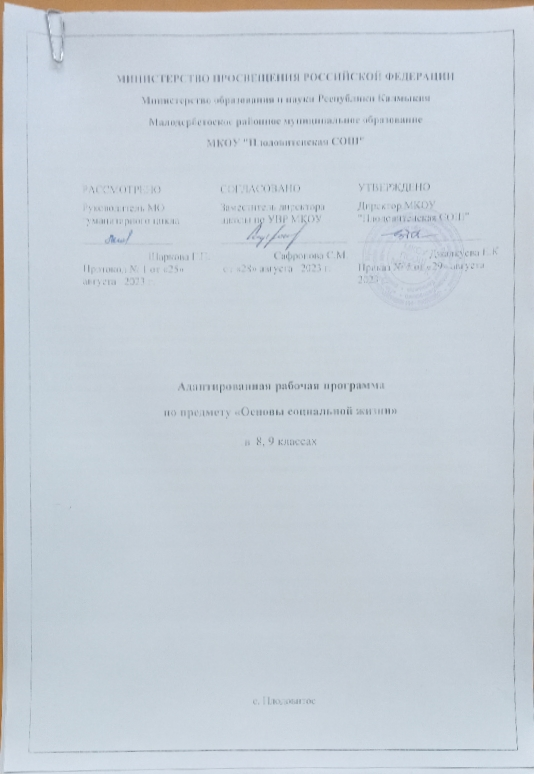 МИНИСТЕРСТВО ПРОСВЕЩЕНИЯ РОССИЙСКОЙ ФЕДЕРАЦИИ
Министерство образования и науки Республики Калмыкия
Малодербетовское районное муниципальное образование
МКОУ "Плодовитенская СОШ"
РАССМОТРЕНО
Руководитель МО
гуманитарного цикла
Шаркова
Протокол № 1 от «25»
августа 2023 г.
СОГЛАСОВАНО
Заместитель директора
школы по УВР МКОУ
Сафронова С.М.
от «28» августа 2023 г.
УТВЕРЖДЕНО
Директор МКОУ
"Плодовитенская СОШ"
Приказ № от «29» августа
2023
Адаптированная рабочая программа
по предмету «Основы социальной жизни»
в 8, 9 классах
с. Плодовитое